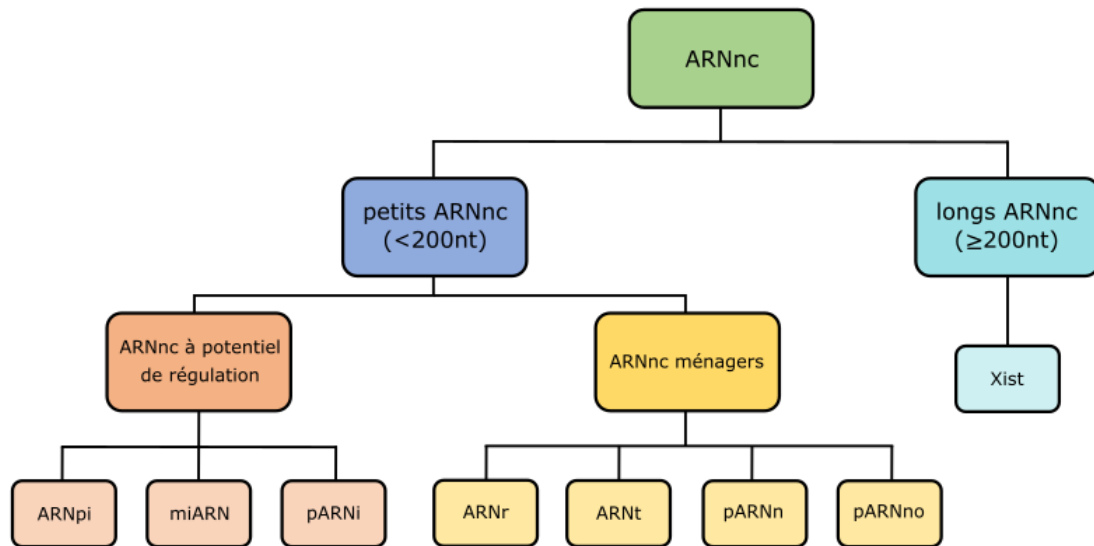 ARNnc
petits ARNnc
(<200nt)
longs ARNnc
(≥200nt)
ARNnc à potentiel
de régulation
ARNnc ménagers
Xist
ARNpi
miARN
pARNi
ARNr
ARNt
pARNn
pARNno